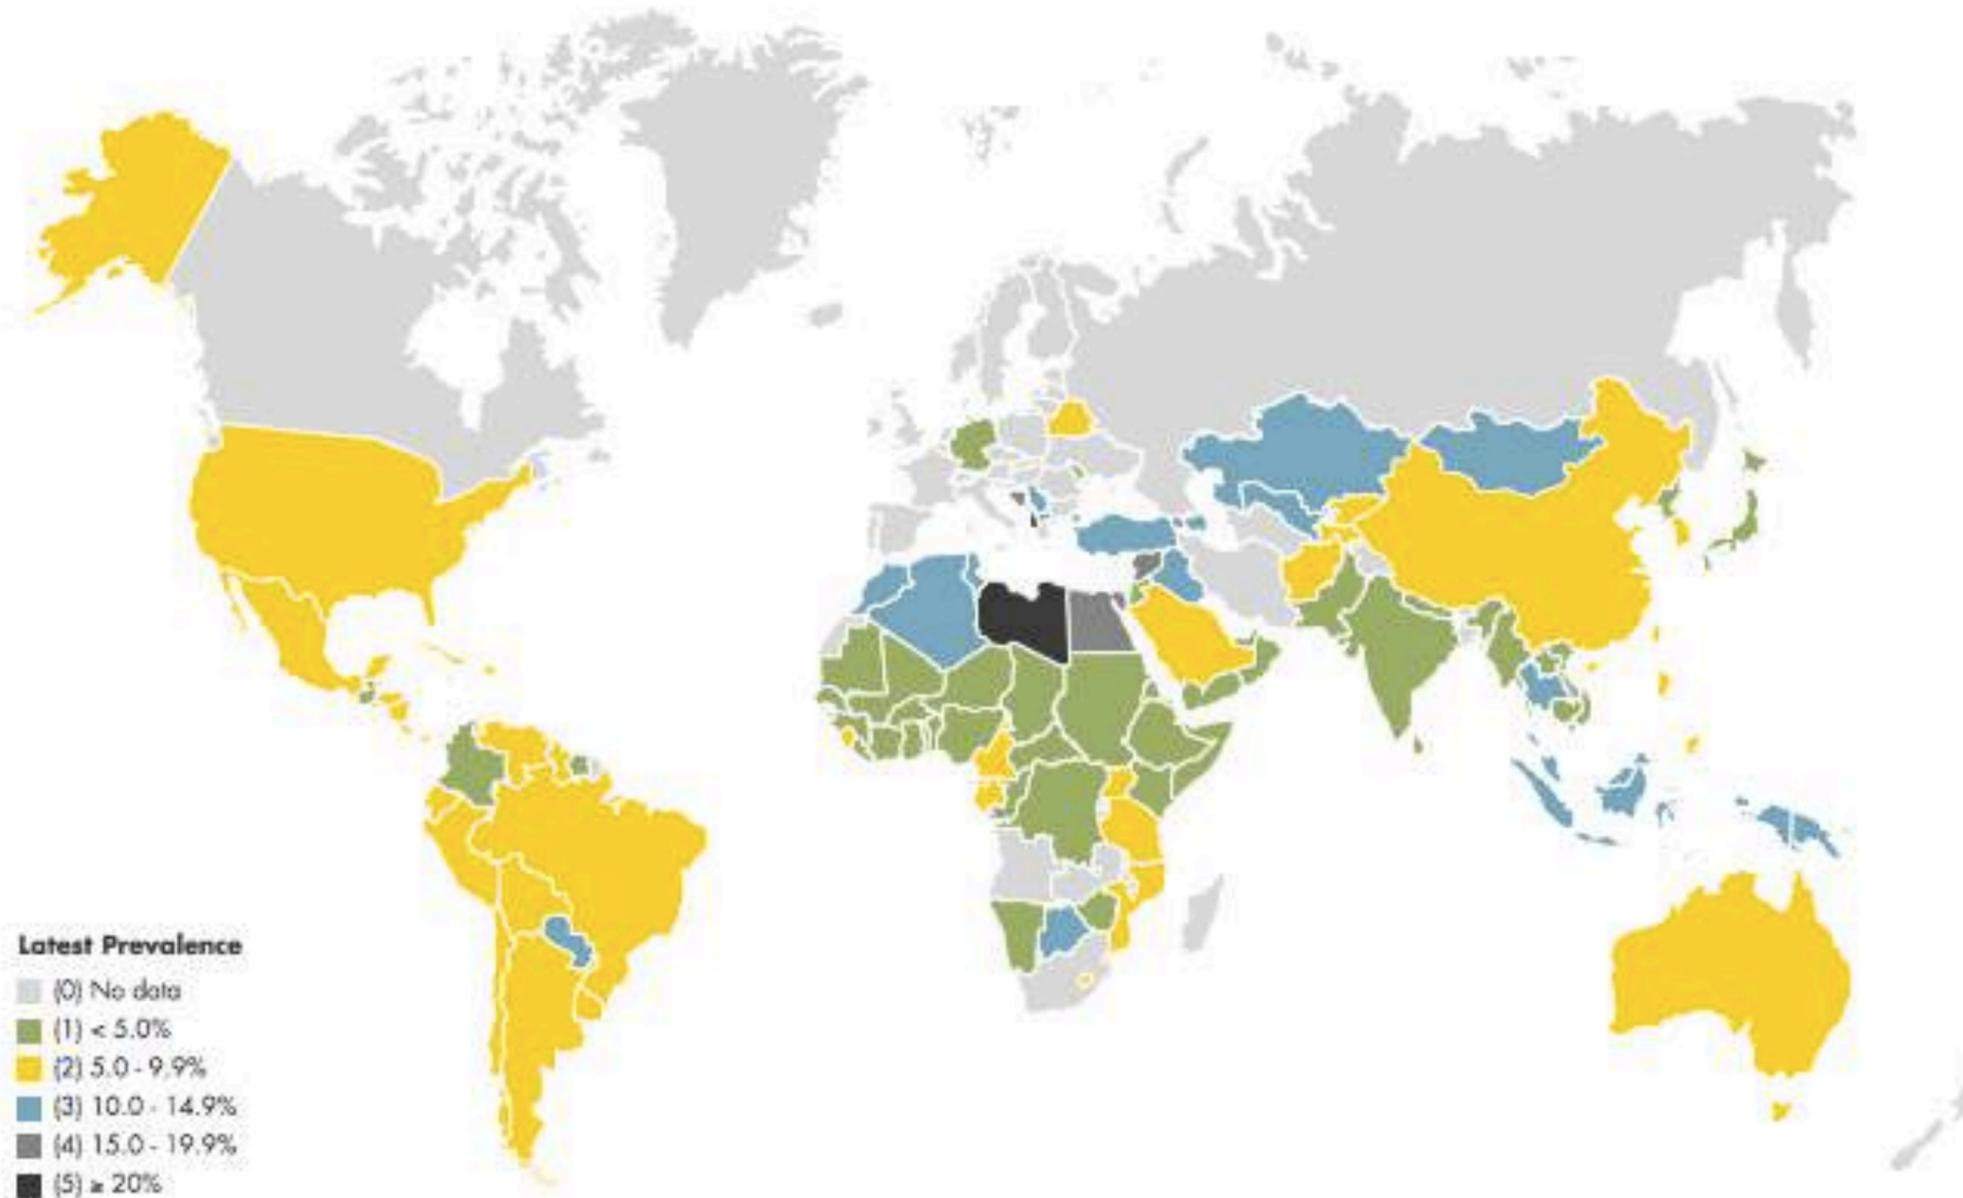 Latest Prevalence
(0) No data
(1) < 5.0%
(2) 5.0 - 9.9%
(3) 10.0 - 14.9%
(4) 15.0 - 19.9%
(5) ≥ 20%